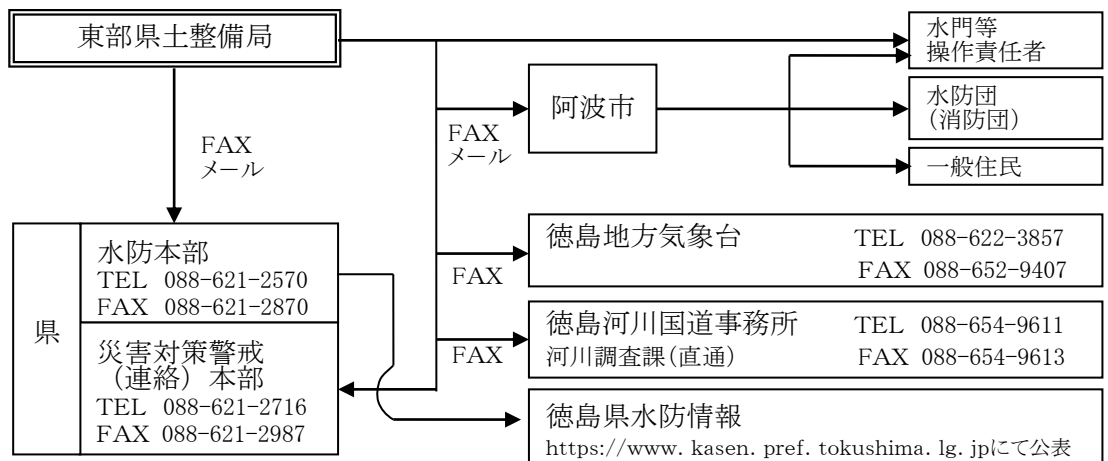 東部県土整備局
水門等
操作責任者
阿波市
水防団
(消防団)
一般住民
FAX
メール
FAX
メール
県
水防本部
TEL 088-621-2570
FAX 088-621-2870
災害対策警戒
(連絡)本部
TEL 088-621-2716
FAX 088-621-2987
FAX
徳島地方気象台 TEL 088-622-3857
FAX 088-652-9407
FAX
徳島河川国道事務所 TEL 088-654-9611
河川調査課(直通) FAX 088-654-9613
徳島県水防情報
https://www. kasen. pref. tokushima. lg. jpにて公表